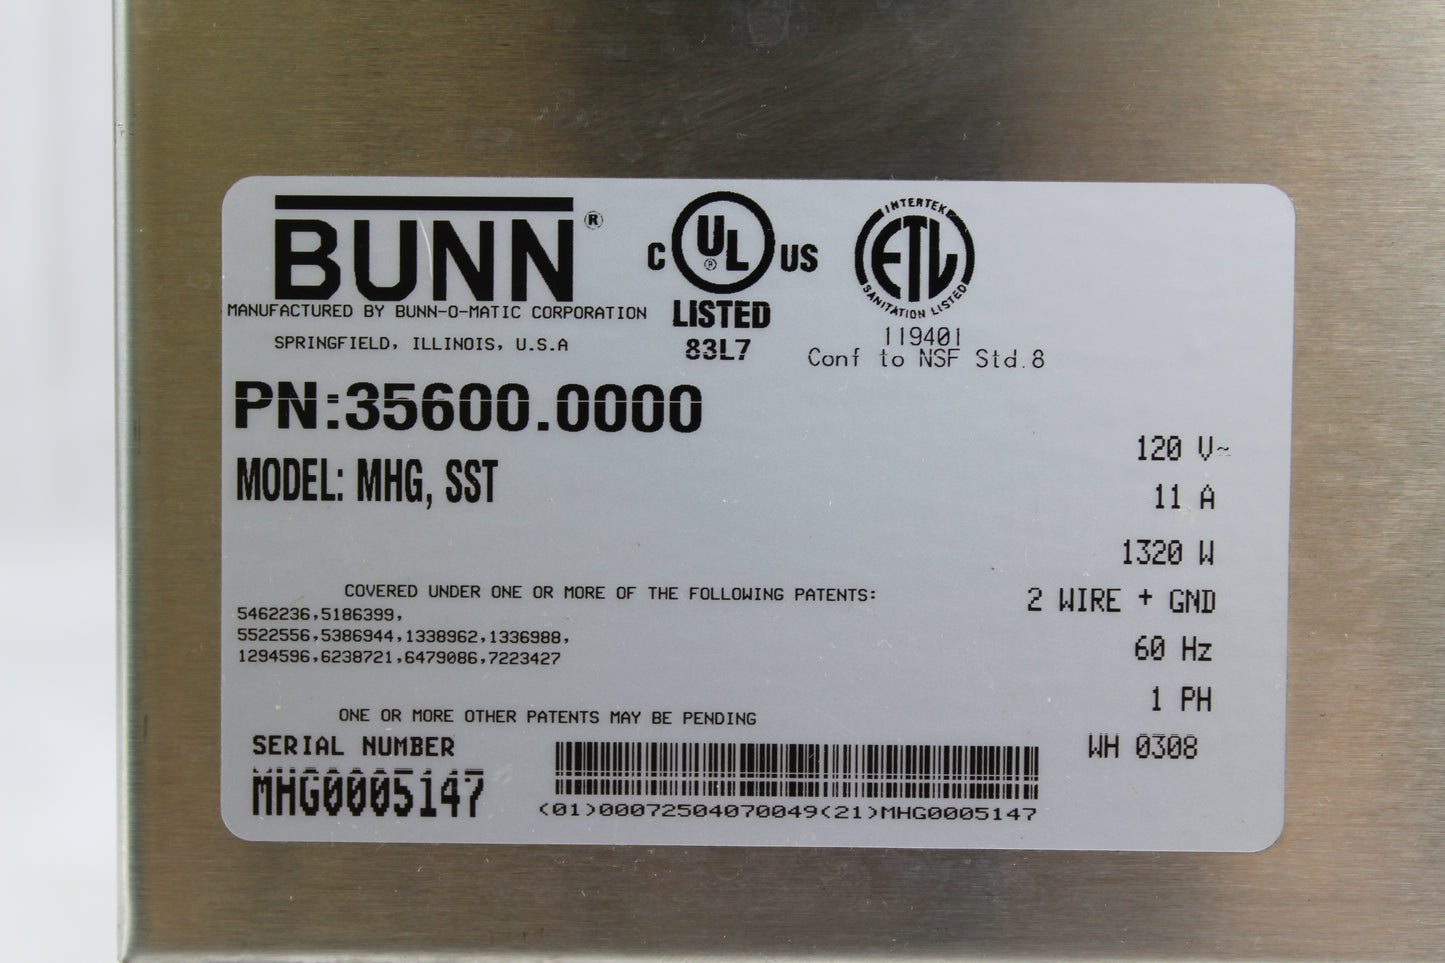 BUNN®
MANUFACTURED BY BUNN-O-MATIC CORPORATION
SPRINGFIELD, ILLINOIS, U.S.A
C UL® US
LISTED
83L7
INTERTEK
ETL
SANITATION LISTED
119401
Conf to NSF Std.8
PN:35600.0000
MODEL: MHG, SST
120 V~
11 A
1320 W
2 WIRE + GND
60 Hz
1 PH
WH 0308
COVERED UNDER ONE OR MORE OF THE FOLLOWING PATENTS:
5462236,5186399,
5522556,5386944,1338962,1336988,
1294596,6238721,6479086,7223427
ONE OR MORE OTHER PATENTS MAY BE PENDING
SERIAL NUMBER
MHG0005147
(01)00072504070049(21)MHG0005147